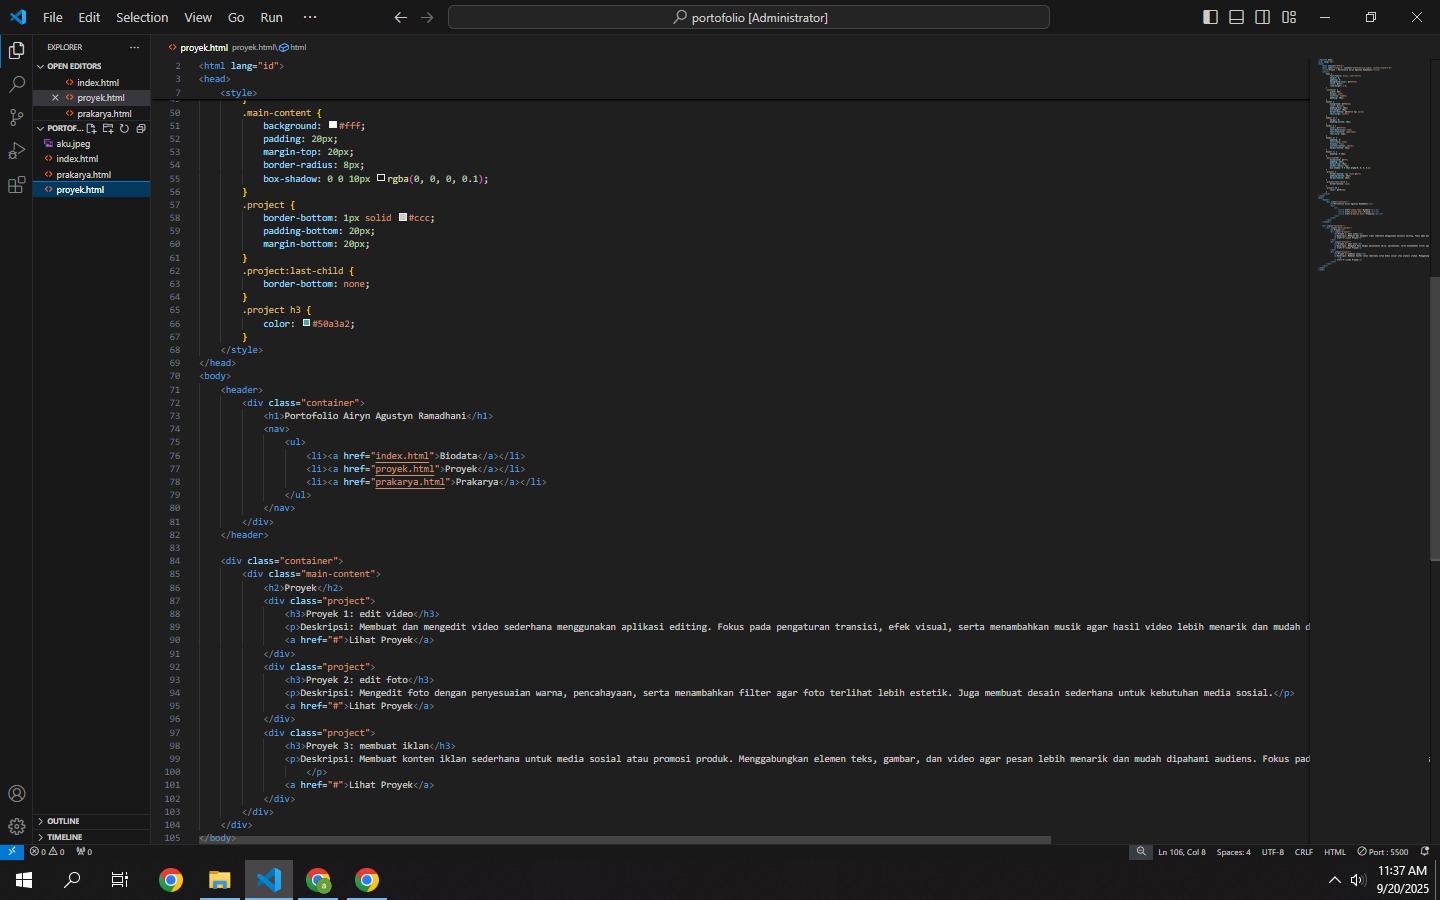 File Edit Selection View Go Run ···
portofolio [Administrator]
EXPLORER
OPEN EDITORS
index.html
proyek.html
prakarya.html
PORTOF...
aku.jpeg
index.html
prakarya.html
proyek.html
OUTLINE
TIMELINE
proyek.html proyek.html\html
2 <html lang="id">
3 <head>
7 <style>
50 .main-content {
51 background: #fff;
52 padding: 20px;
53 margin-top: 20px;
54 border-radius: 8px;
55 box-shadow: 0 0 10px rgba(0, 0, 0, 0.1);
56 }
57 .project {
58 border-bottom: 1px solid #ccc;
59 padding-bottom: 20px;
60 margin-bottom: 20px;
61 }
62 .project:last-child {
63 border-bottom: none;
64 }
65 .project h3 {
66 color: #50a3a2;
67 }
68 </style>
69 </head>
70 <body>
71 <header>
72 <div class="container">
73 <h1>Portofolio Airyn Agustyn Ramadhani</h1>
74 <nav>
75 <ul>
76 <li><a href="index.html">Biodata</a></li>
77 <li><a href="proyek.html">Proyek</a></li>
78 <li><a href="prakarya.html">Prakarya</a></li>
79 </ul>
80 </nav>
81 </div>
82 </header>
83
84 <div class="container">
85 <div class="main-content">
86 <h2>Proyek</h2>
87 <div class="project">
88 <h3>Proyek 1: edit video</h3>
89 <p>Deskripsi: Membuat dan mengedit video sederhana menggunakan aplikasi editing. Fokus pada pengaturan transisi, efek visual, serta menambahkan musik agar hasil video lebih menarik dan mudah d
90 <a href="#">Lihat Proyek</a>
91 </div>
92 <div class="project">
93 <h3>Proyek 2: edit foto</h3>
94 <p>Deskripsi: Mengedit foto dengan penyesuaian warna, pencahayaan, serta menambahkan filter agar foto terlihat lebih estetik. Juga membuat desain sederhana untuk kebutuhan media sosial.</p>
95 <a href="#">Lihat Proyek</a>
96 </div>
97 <div class="project">
98 <h3>Proyek 3: membuat iklan</h3>
99 <p>Deskripsi: Membuat konten iklan sederhana untuk media sosial atau promosi produk. Menggabungkan elemen teks, gambar, dan video agar pesan lebih menarik dan mudah dipahami audiens. Fokus pad
100 </p>
101 <a href="#">Lihat Proyek</a>
102 </div>
103 </div>
104 </div>
105 </body>
0 0 0 Ln 106, Col 8 Spaces: 4 UTF-8 CRLF HTML Port : 5500
11:37 AM
9/20/2025